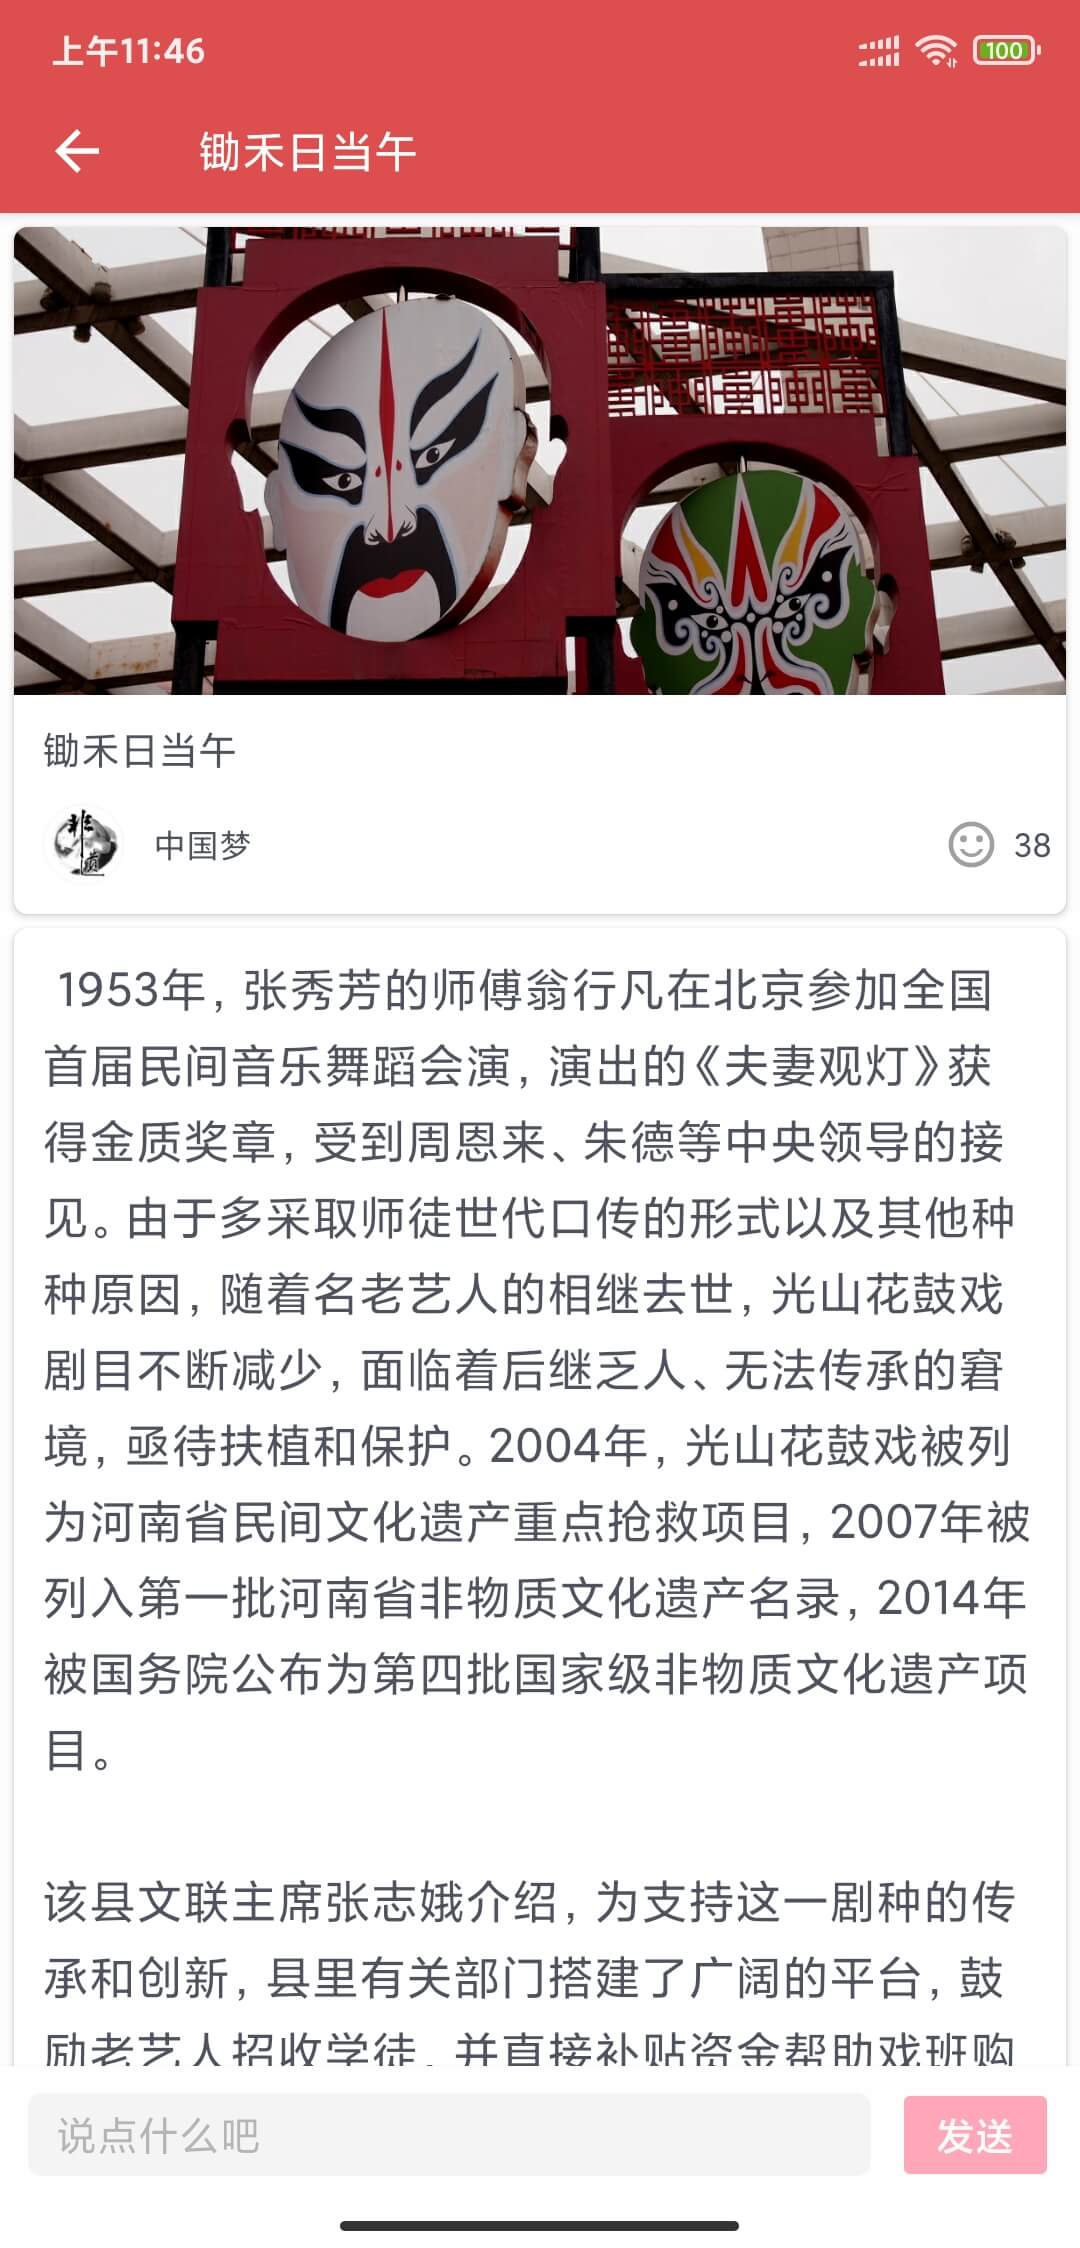 上午11:46
100
锄禾日当午
锄禾日当午
中国梦
38
1953年，张秀芳的师傅翁行凡在北京参加全国
首届民间音乐舞蹈会演，演出的《夫妻观灯》获
得金质奖章，受到周恩来、朱德等中央领导的接
见。由于多采取师徒世代口传的形式以及其他种
种原因，随着名老艺人的相继去世，光山花鼓戏
剧目不断减少，面临着后继乏人、无法传承的窘
境，亟待扶植和保护。2004年，光山花鼓戏被列
为河南省民间文化遗产重点抢救项目，2007年被
列入第一批河南省非物质文化遗产名录，2014年
被国务院公布为第四批国家级非物质文化遗产项
目。
该县文联主席张志娥介绍，为支持这一剧种的传
承和创新，县里有关部门搭建了广阔的平台，鼓
励老艺人招收学徒，并直接补贴资金帮助戏班购
说点什么吧
发送